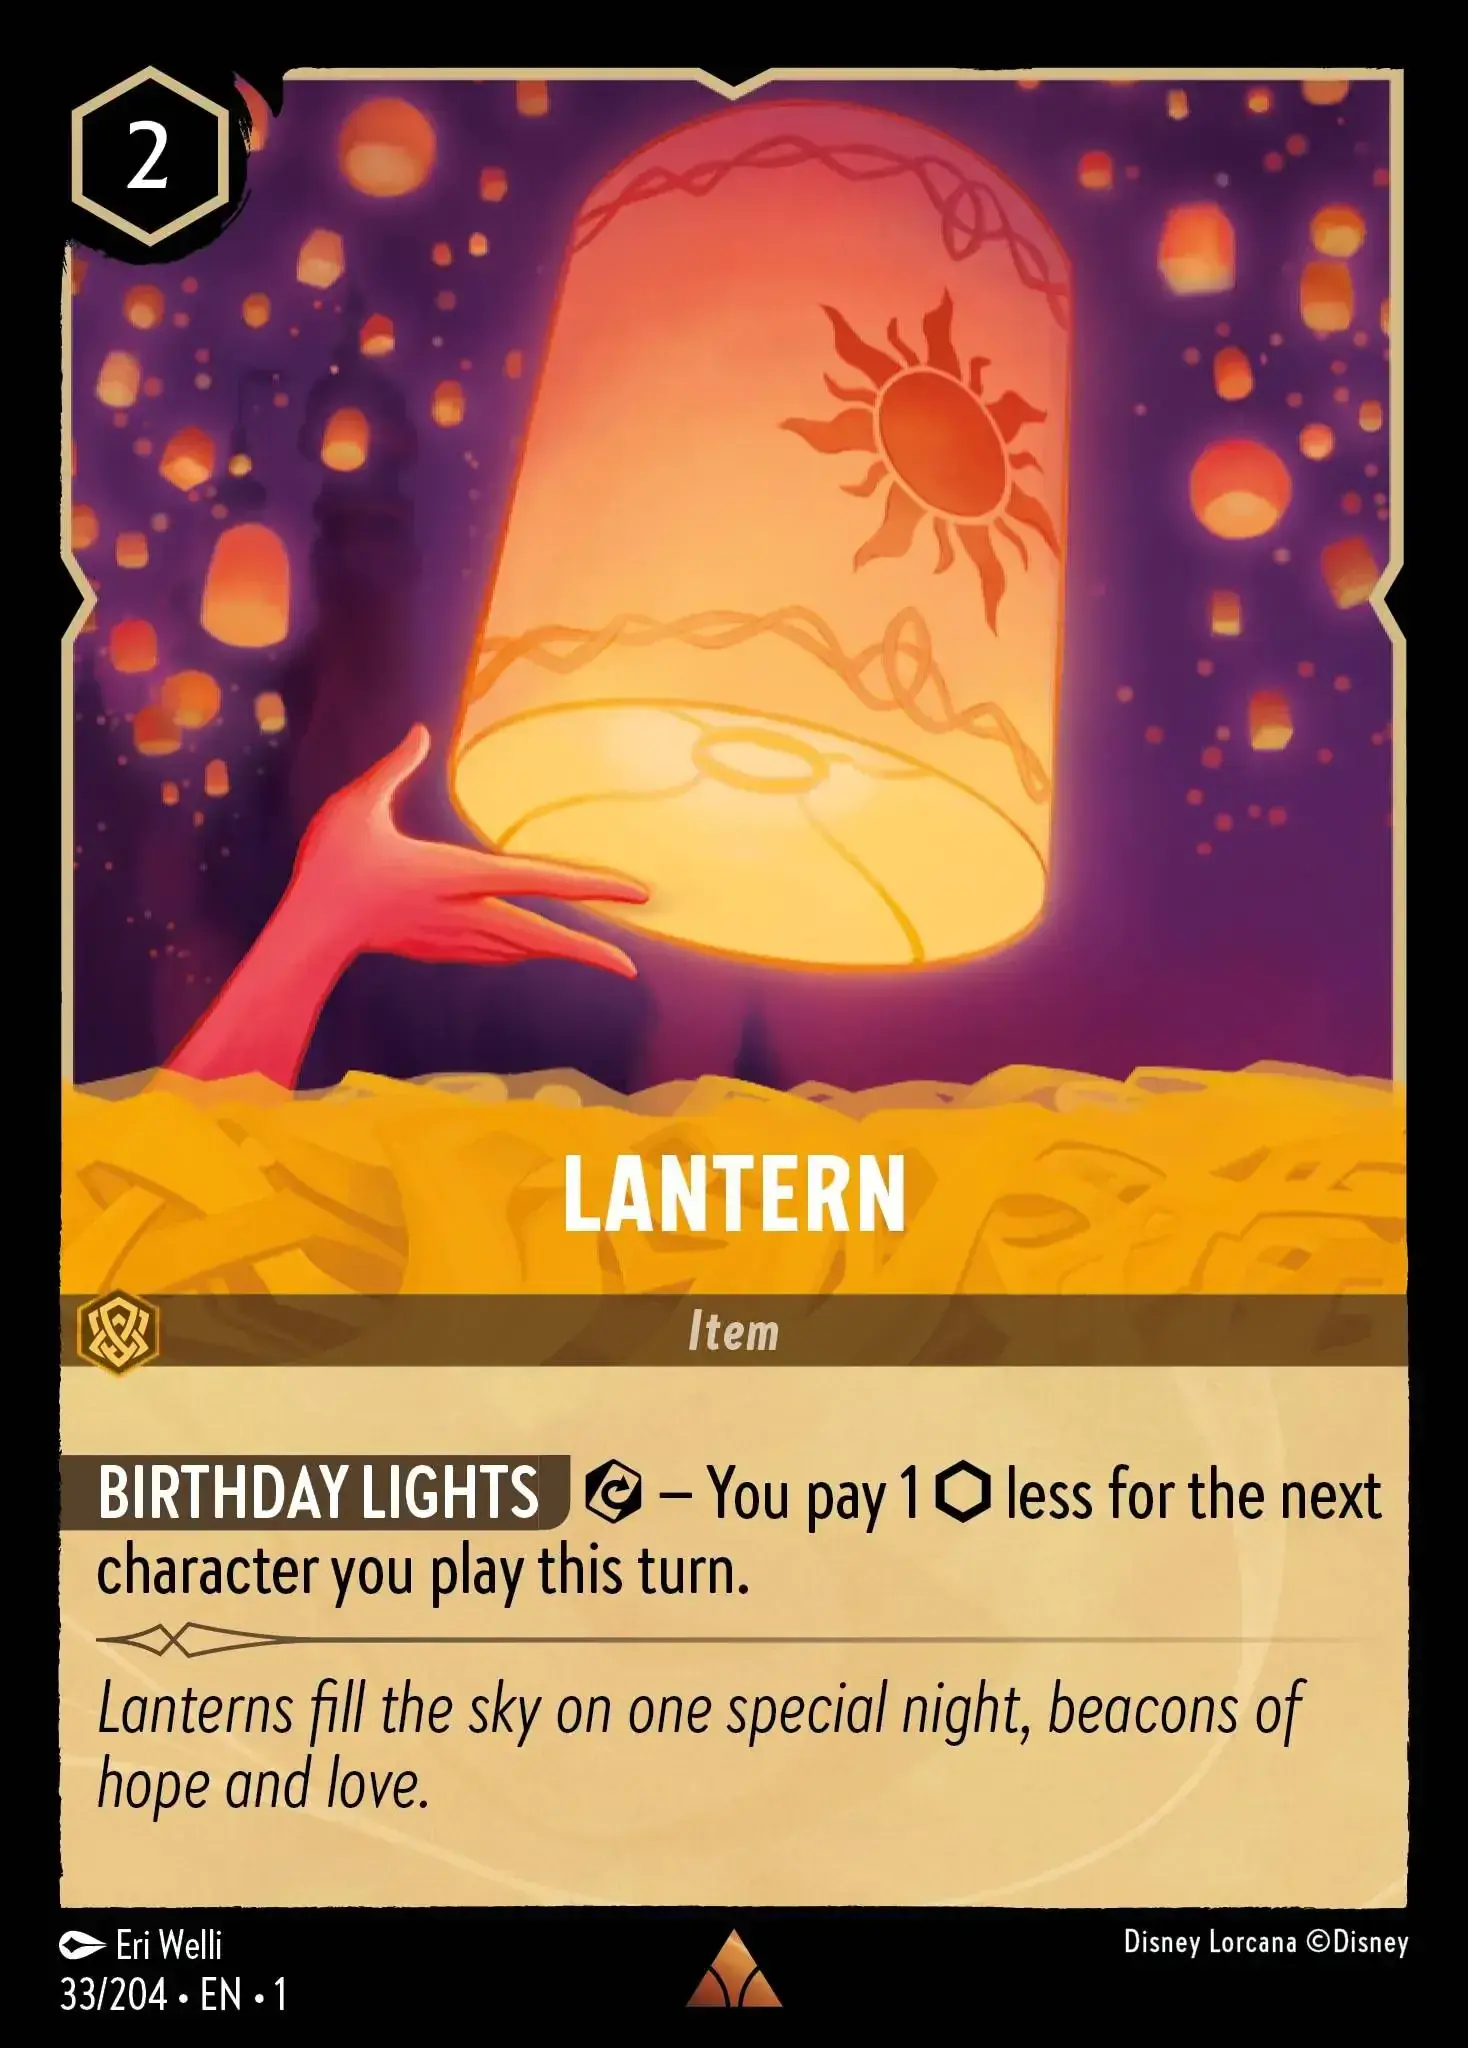 2
LANTERN
Item
BIRTHDAY LIGHTS – You pay 1 less for the next
character you play this turn.
Lanterns fill the sky on one special night, beacons of
hope and love.
Eri Welli
Disney Lorcana ©Disney
33/204 • EN • 1